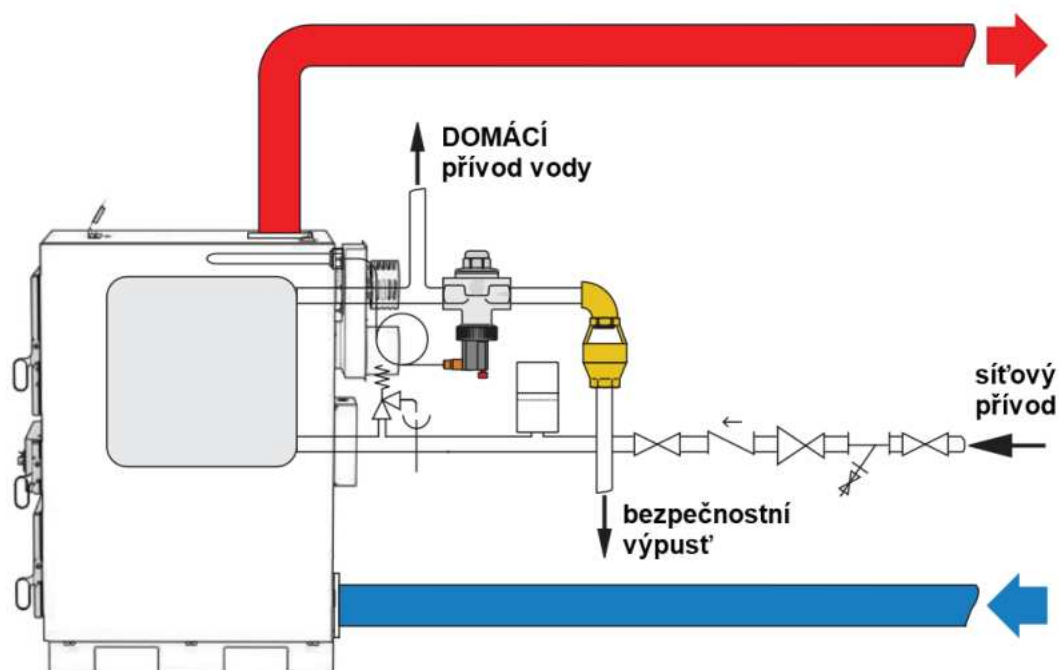 DOMÁCÍ
přívod vody
síťový
přívod
bezpečnostní
výpusť